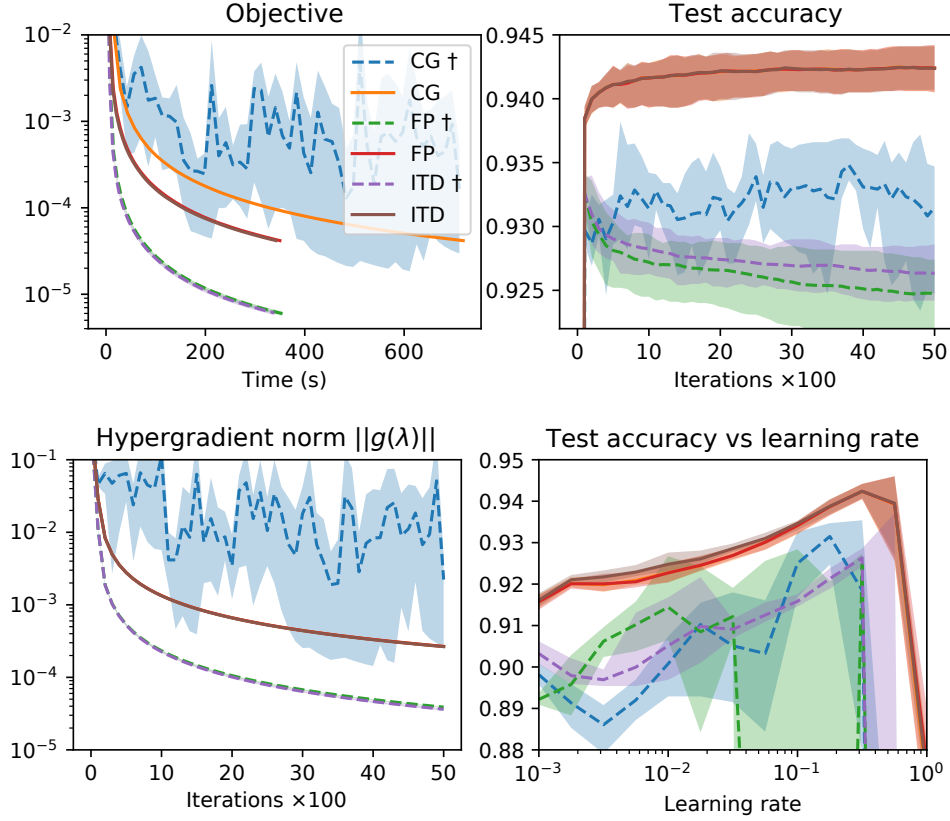 Objective
10^{-2}
10^{-3}
10^{-4}
10^{-5}
0 200 400 600
Time (s)
CG †
CG
FP †
FP
ITD †
ITD
Test accuracy
0.945
0.940
0.935
0.930
0.925
0 10 20 30 40 50
Iterations ×100
Hypergradient norm ||g(λ)||
10^{-1}
10^{-2}
10^{-3}
10^{-4}
10^{-5}
0 10 20 30 40 50
Iterations ×100
Test accuracy vs learning rate
0.95
0.94
0.93
0.92
0.91
0.90
0.89
0.88
10^{-3} 10^{-2} 10^{-1} 10^{0}
Learning rate